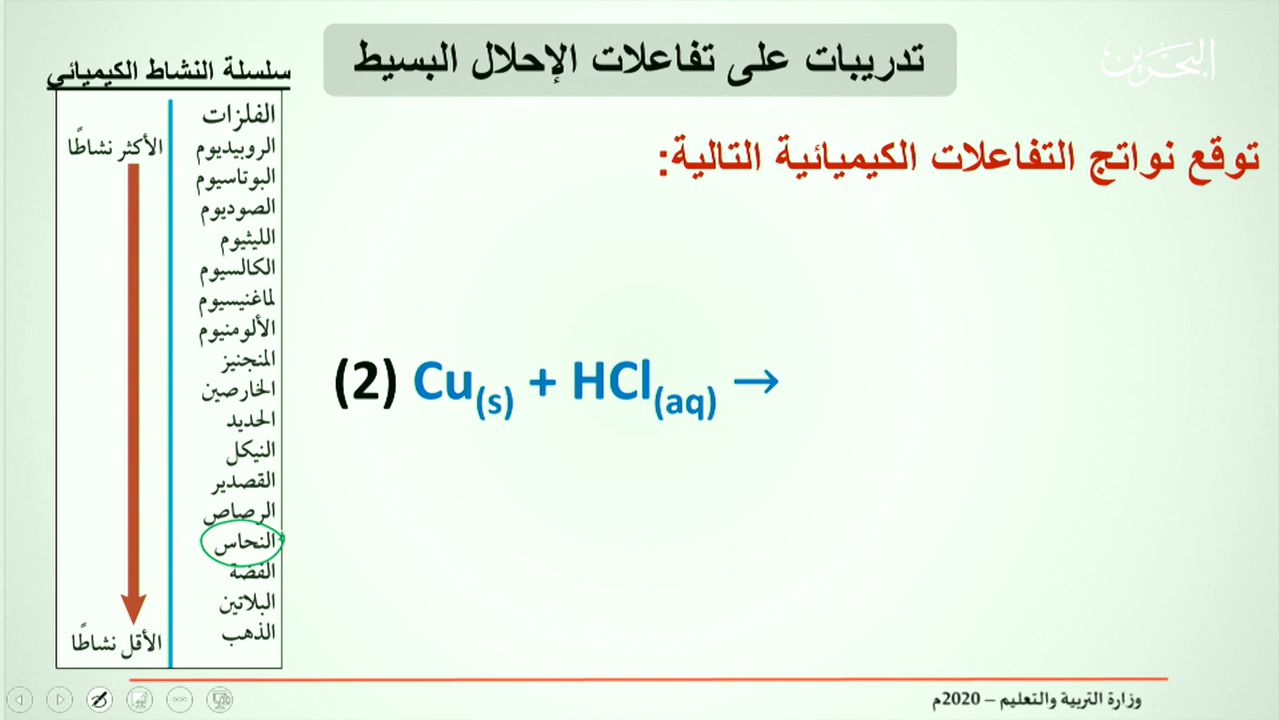 تدريبات على تفاعلات الإحلال البسيط
البحرين
توقع نواتج التفاعلات الكيميائية التالية:
(2) Cu(s) + HCl(aq) →
سلسلة النشاط الكيميائي
الفلزات
الأكثر نشاطًا
الروبيديوم
البوتاسيوم
الصوديوم
الليثيوم
الكالسيوم
لماغنيسيوم
الألومنيوم
المنجنيز
الخارصين
الحديد
النيكل
القصدير
الرصاص
النحاس
الفضة
البلاتين
الذهب
الأقل نشاطًا
وزارة التربية والتعليم – 2020م